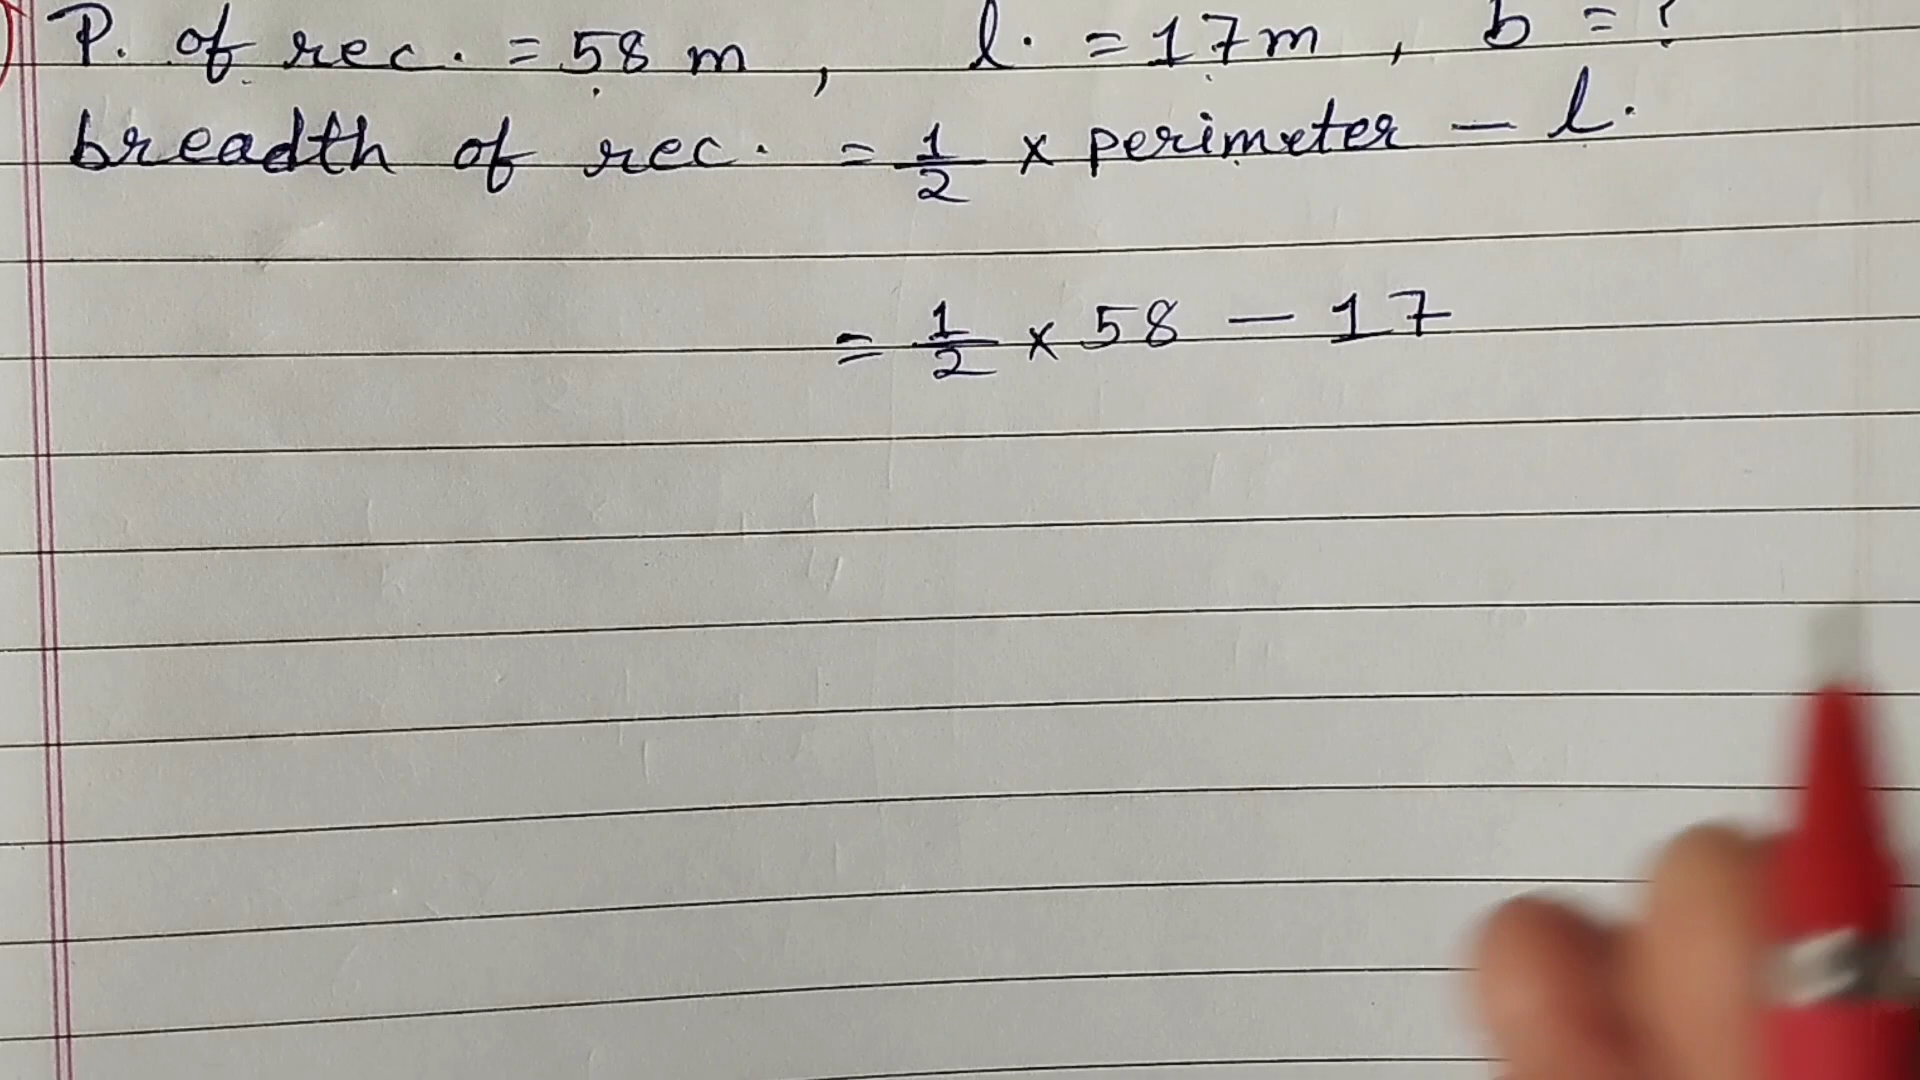 P. of rec. = 58 m, l. = 17m, b = ?
breadth of rec. = 1/2 × perimeter - l.
= 1/2 × 58 - 17